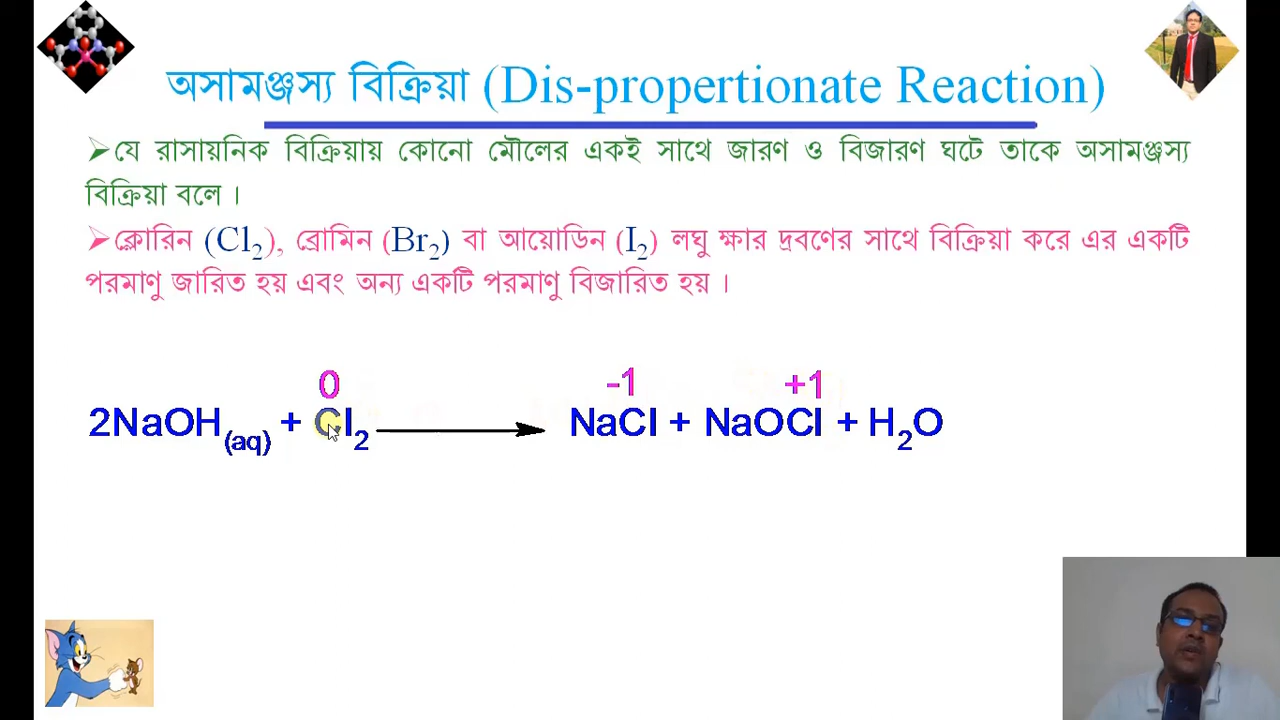 অসামঞ্জস্য বিক্রিয়া (Dis-propertionate Reaction)
➢যে রাসায়নিক বিক্রিয়ায় কোনো মৌলের একই সাথে জারণ ও বিজারণ ঘটে তাকে অসামঞ্জস্য
বিক্রিয়া বলে ।
➢ক্লোরিন (Cl₂), ব্রোমিন (Br₂) বা আয়োডিন (I₂) লঘু ক্ষার দ্রবণের সাথে বিক্রিয়া করে এর একটি
পরমাণু জারিত হয় এবং অন্য একটি পরমাণু বিজারিত হয় ।
0 -1 +1
2NaOH(aq) + Cl₂ ⟶ NaCl + NaOCl + H₂O